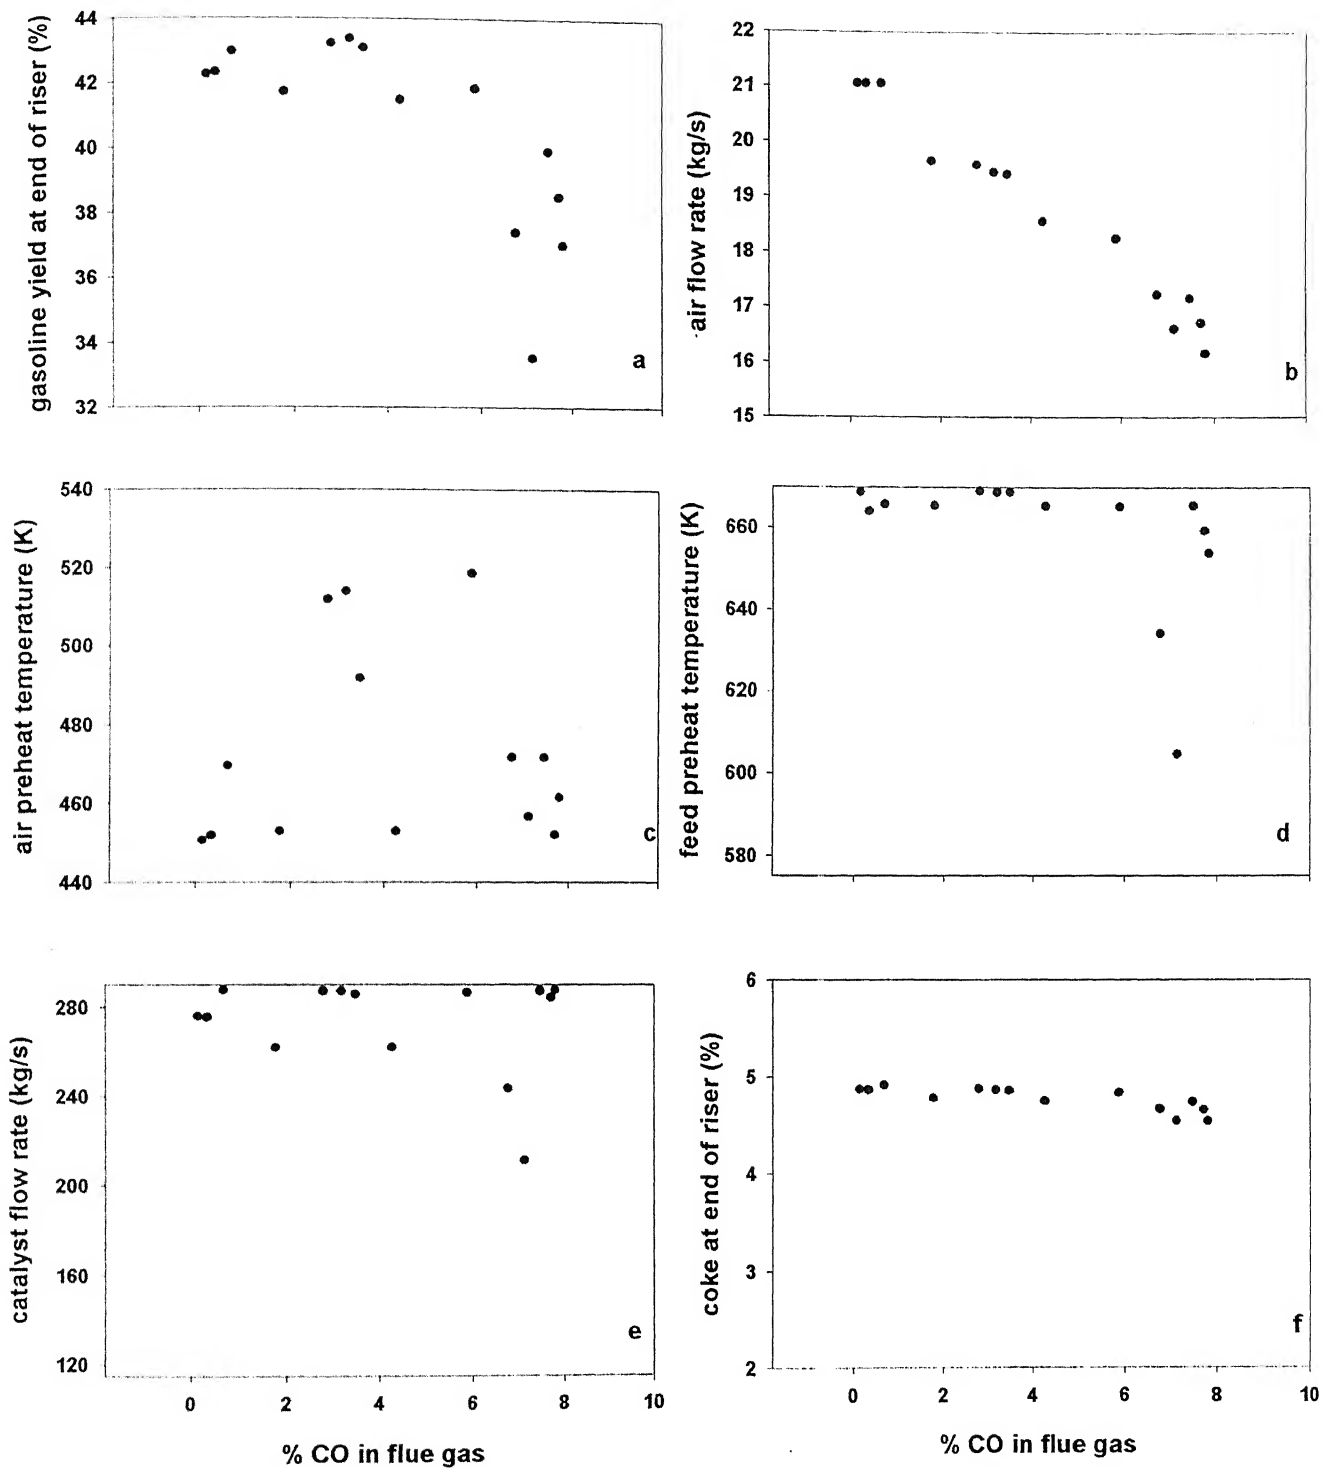 gasoline yield at end of riser (%)
44
42
40
38
36
34
32
a
air flow rate (kg/s)
22
21
20
19
18
17
16
15
b
air preheat temperature (K)
540
520
500
480
460
440
c
feed preheat temperature (K)
660
640
620
600
580
d
catalyst flow rate (kg/s)
280
240
200
160
120
e
0 2 4 6 8 10
% CO in flue gas
coke at end of riser (%)
6
5
4
3
2
f
0 2 4 6 8 10
% CO in flue gas